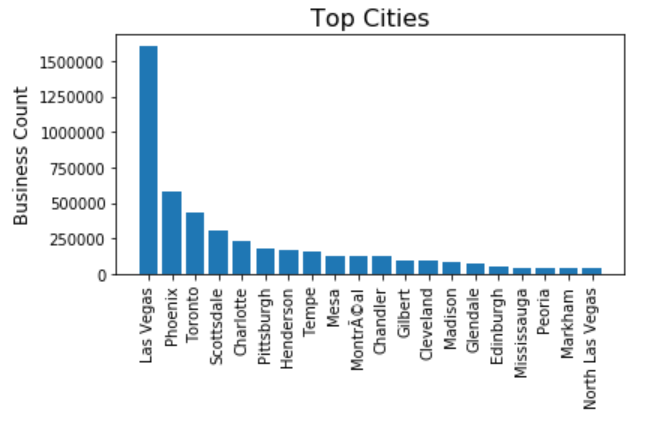 Top Cities
Business Count
1500000
1250000
1000000
750000
500000
250000
0
Las Vegas
Phoenix
Toronto
Scottsdale
Charlotte
Pittsburgh
Henderson
Tempe
Mesa
MontrÃ©al
Chandler
Gilbert
Cleveland
Madison
Glendale
Edinburgh
Mississauga
Peoria
Markham
North Las Vegas